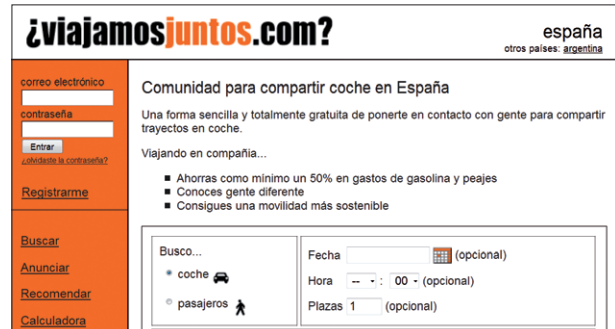 ¿viajamosjuntos.com?
españa
otros países: argentina
correo electrónico
contraseña
Entrar
¿olvidaste la contraseña?
Registrarme
Buscar
Anunciar
Recomendar
Calculadora
Comunidad para compartir coche en España
Una forma sencilla y totalmente gratuita de ponerte en contacto con gente para compartir
trayectos en coche.
Viajando en compañia...
Ahorras como mínimo un 50% en gastos de gasolina y peajes
Conoces gente diferente
Consigues una movilidad más sostenible
Busco...
coche
pasajeros
Fecha (opcional)
Hora -- : 00 (opcional)
Plazas 1 (opcional)